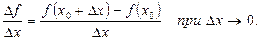 Δf/Δx = (f(x₀ + Δx) − f(x₀))/Δx при Δx → 0.